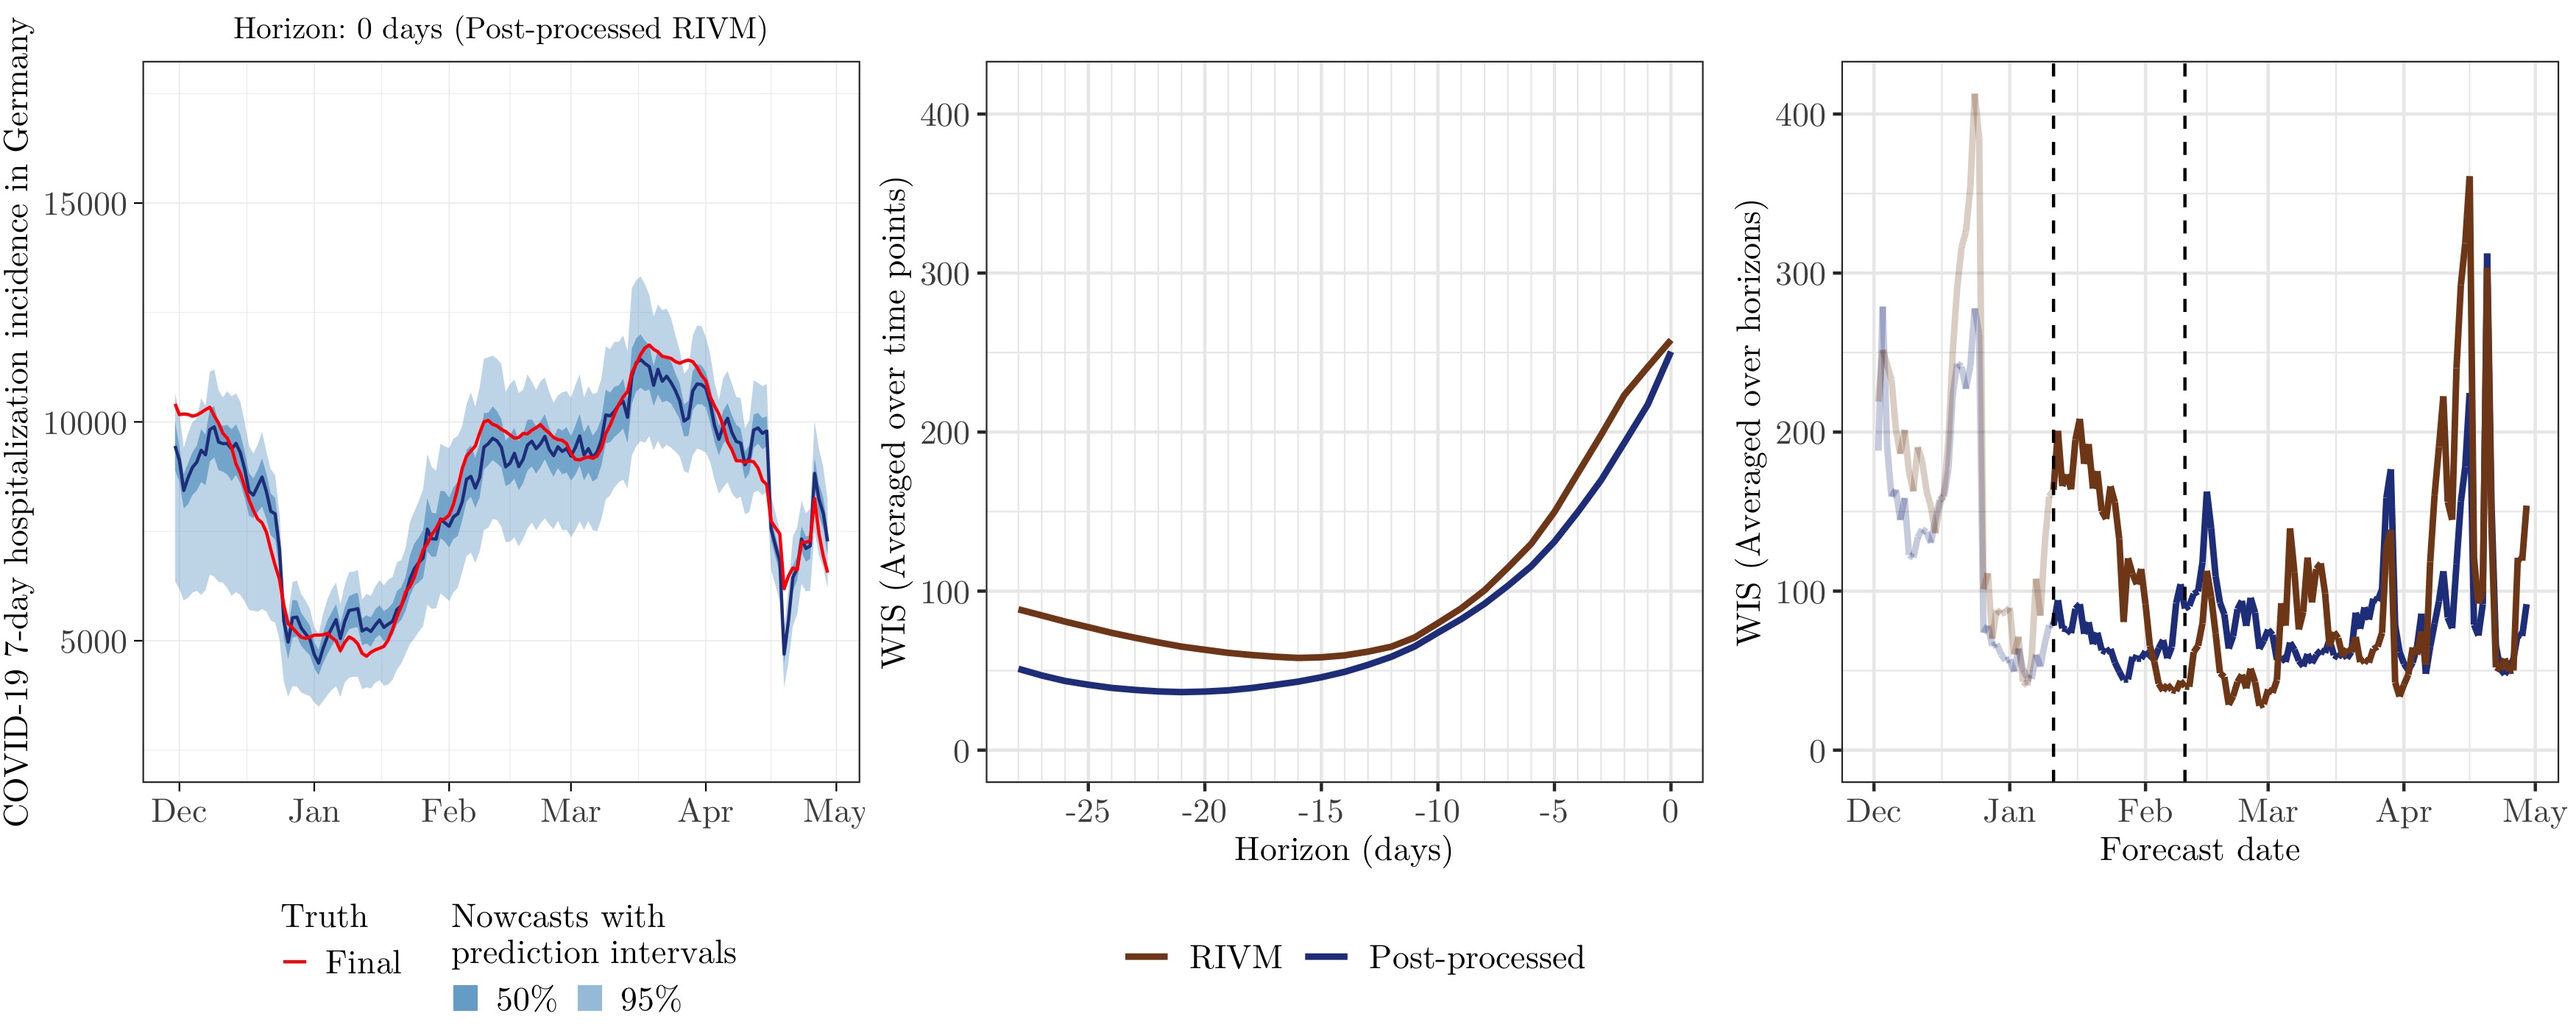 Horizon: 0 days (Post-processed RIVM)
COVID-19 7-day hospitalization incidence in Germany
15000
10000
5000
Dec Jan Feb Mar Apr May
Truth
Final
Nowcasts with
prediction intervals
50% 95%
WIS (Averaged over time points)
400
300
200
100
0
-25 -20 -15 -10 -5 0
Horizon (days)
RIVM Post-processed
WIS (Averaged over horizons)
400
300
200
100
0
Dec Jan Feb Mar Apr May
Forecast date